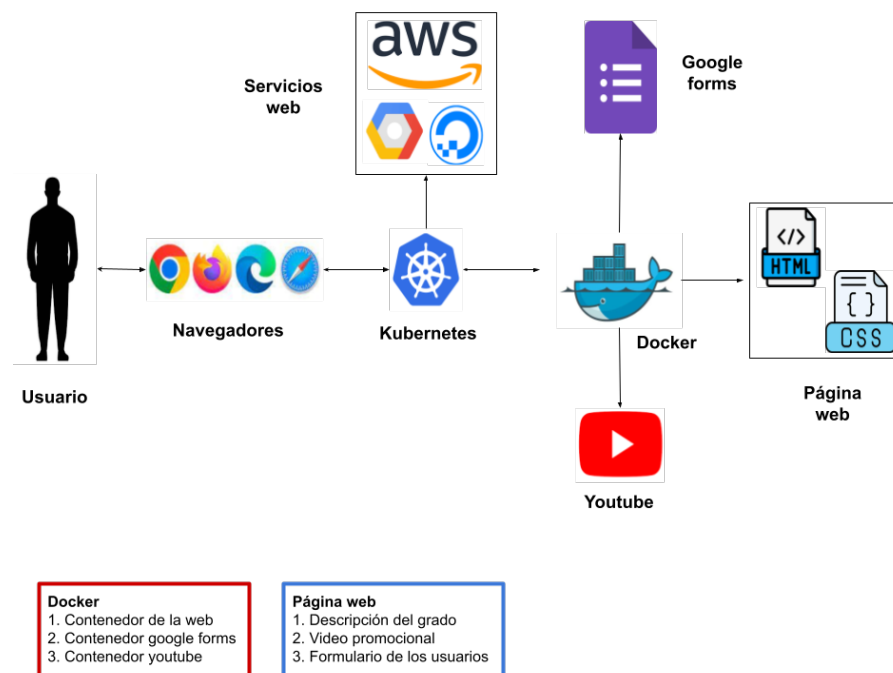 aws
Servicios
web
Google
forms
</>
HTML
{ }
CSS
Navegadores
Kubernetes
Docker
Usuario
Página
web
Youtube
Docker
1. Contenedor de la web
2. Contenedor google forms
3. Contenedor youtube
Página web
1. Descripción del grado
2. Video promocional
3. Formulario de los usuarios